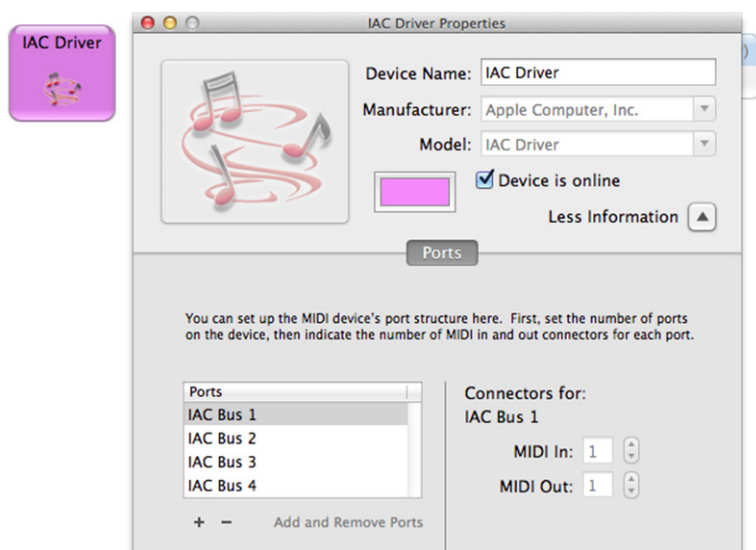 IAC Driver
IAC Driver Properties
Device Name: IAC Driver
Manufacturer: Apple Computer, Inc.
Model: IAC Driver
Device is online
Less Information
Ports
You can set up the MIDI device's port structure here. First, set the number of ports
on the device, then indicate the number of MIDI in and out connectors for each port.
Ports
IAC Bus 1
IAC Bus 2
IAC Bus 3
IAC Bus 4
+ - Add and Remove Ports
Connectors for:
IAC Bus 1
MIDI In: 1
MIDI Out: 1
)